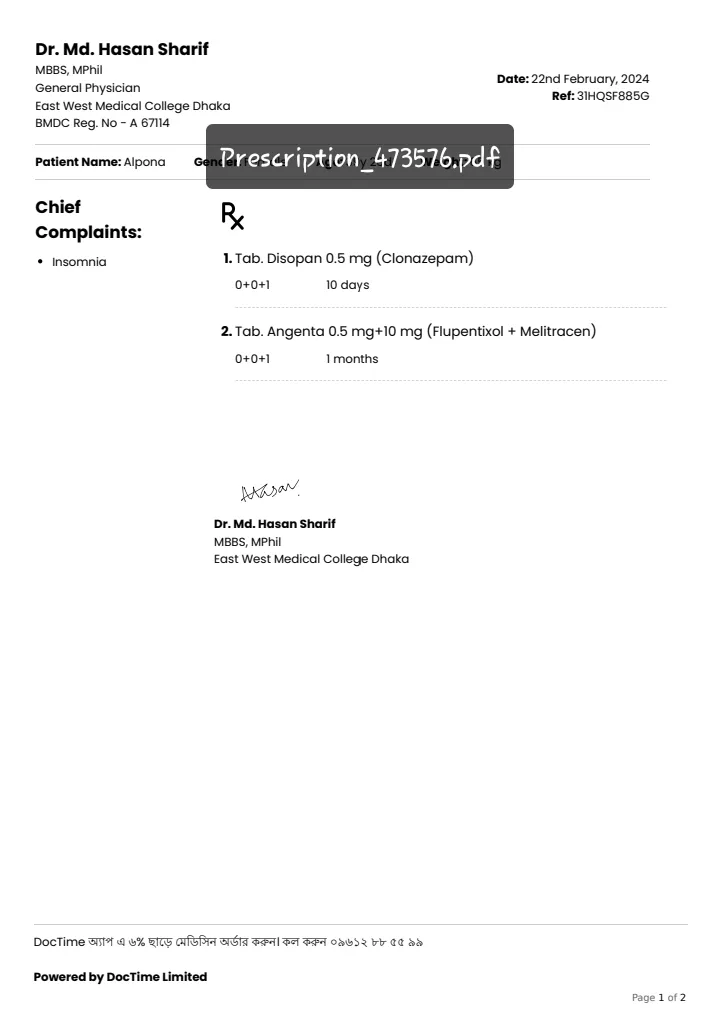 Dr. Md. Hasan Sharif
MBBS, MPhil
General Physician
East West Medical College Dhaka
BMDC Reg. No - A 67114
Date: 22nd February, 2024
Ref: 31HQSF885G
Patient Name: Alpona
Prescription_473576.pdf
Chief
Complaints:
• Insomnia
Rx
1. Tab. Disopan 0.5 mg (Clonazepam)
0+0+1 10 days
2. Tab. Angenta 0.5 mg+10 mg (Flupentixol + Melitracen)
0+0+1 1 months
Hasan
Dr. Md. Hasan Sharif
MBBS, MPhil
East West Medical College Dhaka
DocTime অ্যাপ এ ৬% ছাড়ে মেডিসিন অর্ডার করুন। কল করুন ০৯৬১২ ৮৮ ৫৫ ৯৯
Powered by DocTime Limited
Page 1 of 2